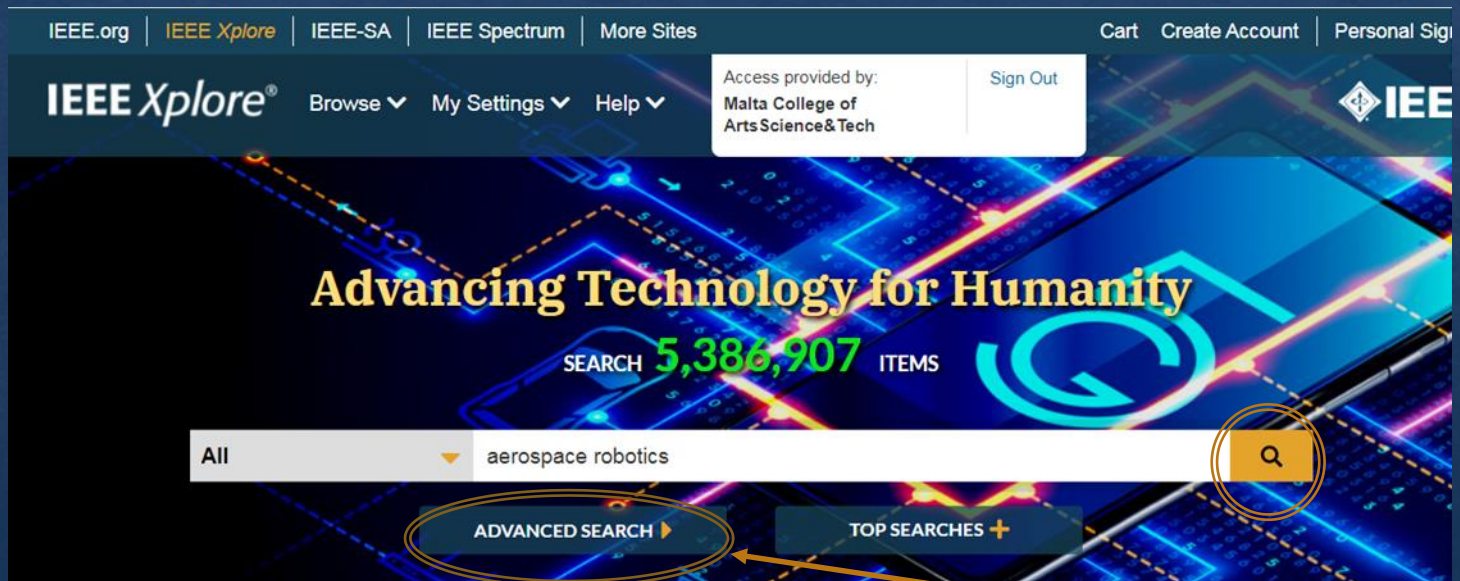 IEEE.org IEEE Xplore IEEE-SA IEEE Spectrum More Sites Cart Create Account Personal
IEEE Xplore® Browse My Settings Help
Access provided by:
Malta College of
ArtsScience&Tech
Sign Out
Advancing Technology for Humanity
SEARCH 5,386,907 ITEMS
All aerospace robotics
ADVANCED SEARCH TOP SEARCHES